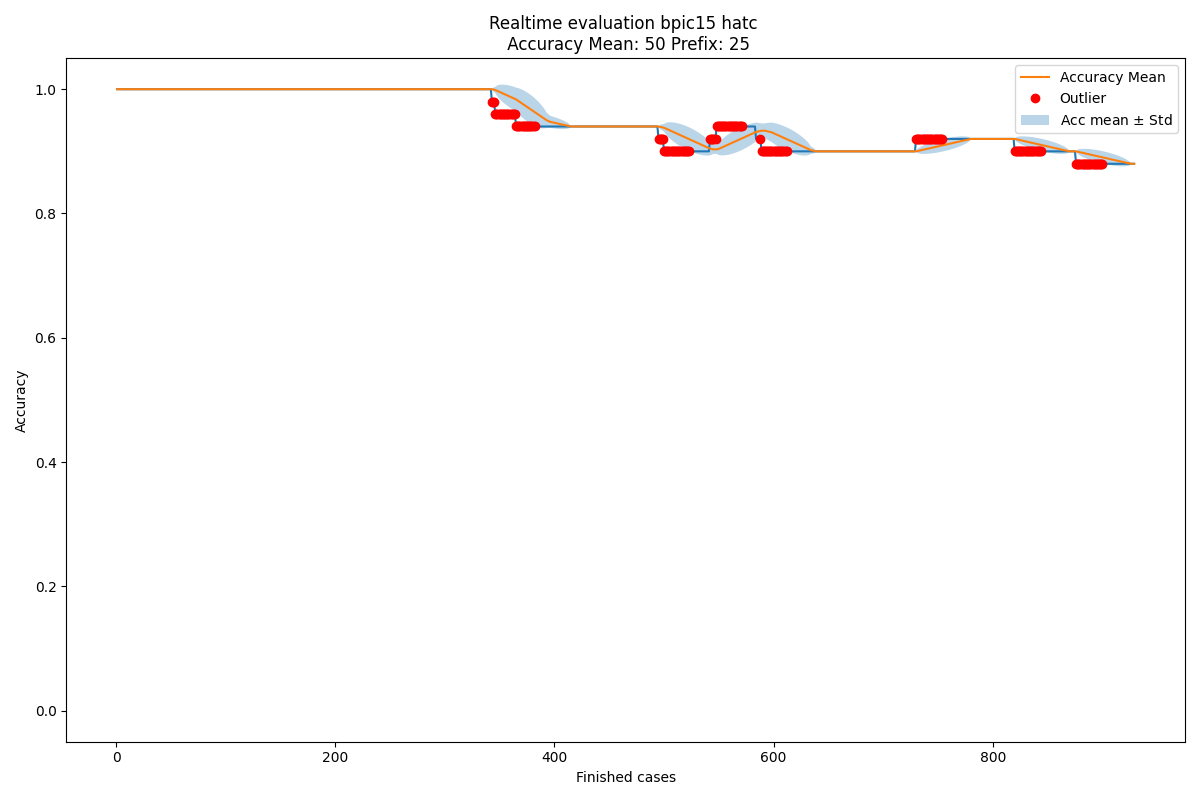 Realtime evaluation bpic15 hatc
Accuracy Mean: 50 Prefix: 25
Accuracy Mean
Outlier
Acc mean ± Std
1.0
0.8
0.6
0.4
0.2
0.0
Accuracy
0
200
400
600
800
Finished cases